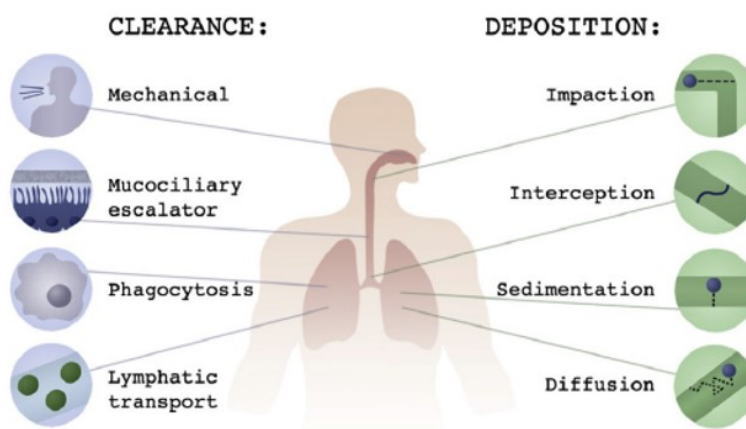 CLEARANCE:
Mechanical
Mucociliary
escalator
Phagocytosis
Lymphatic
transport
DEPOSITION:
Impaction
Interception
Sedimentation
Diffusion